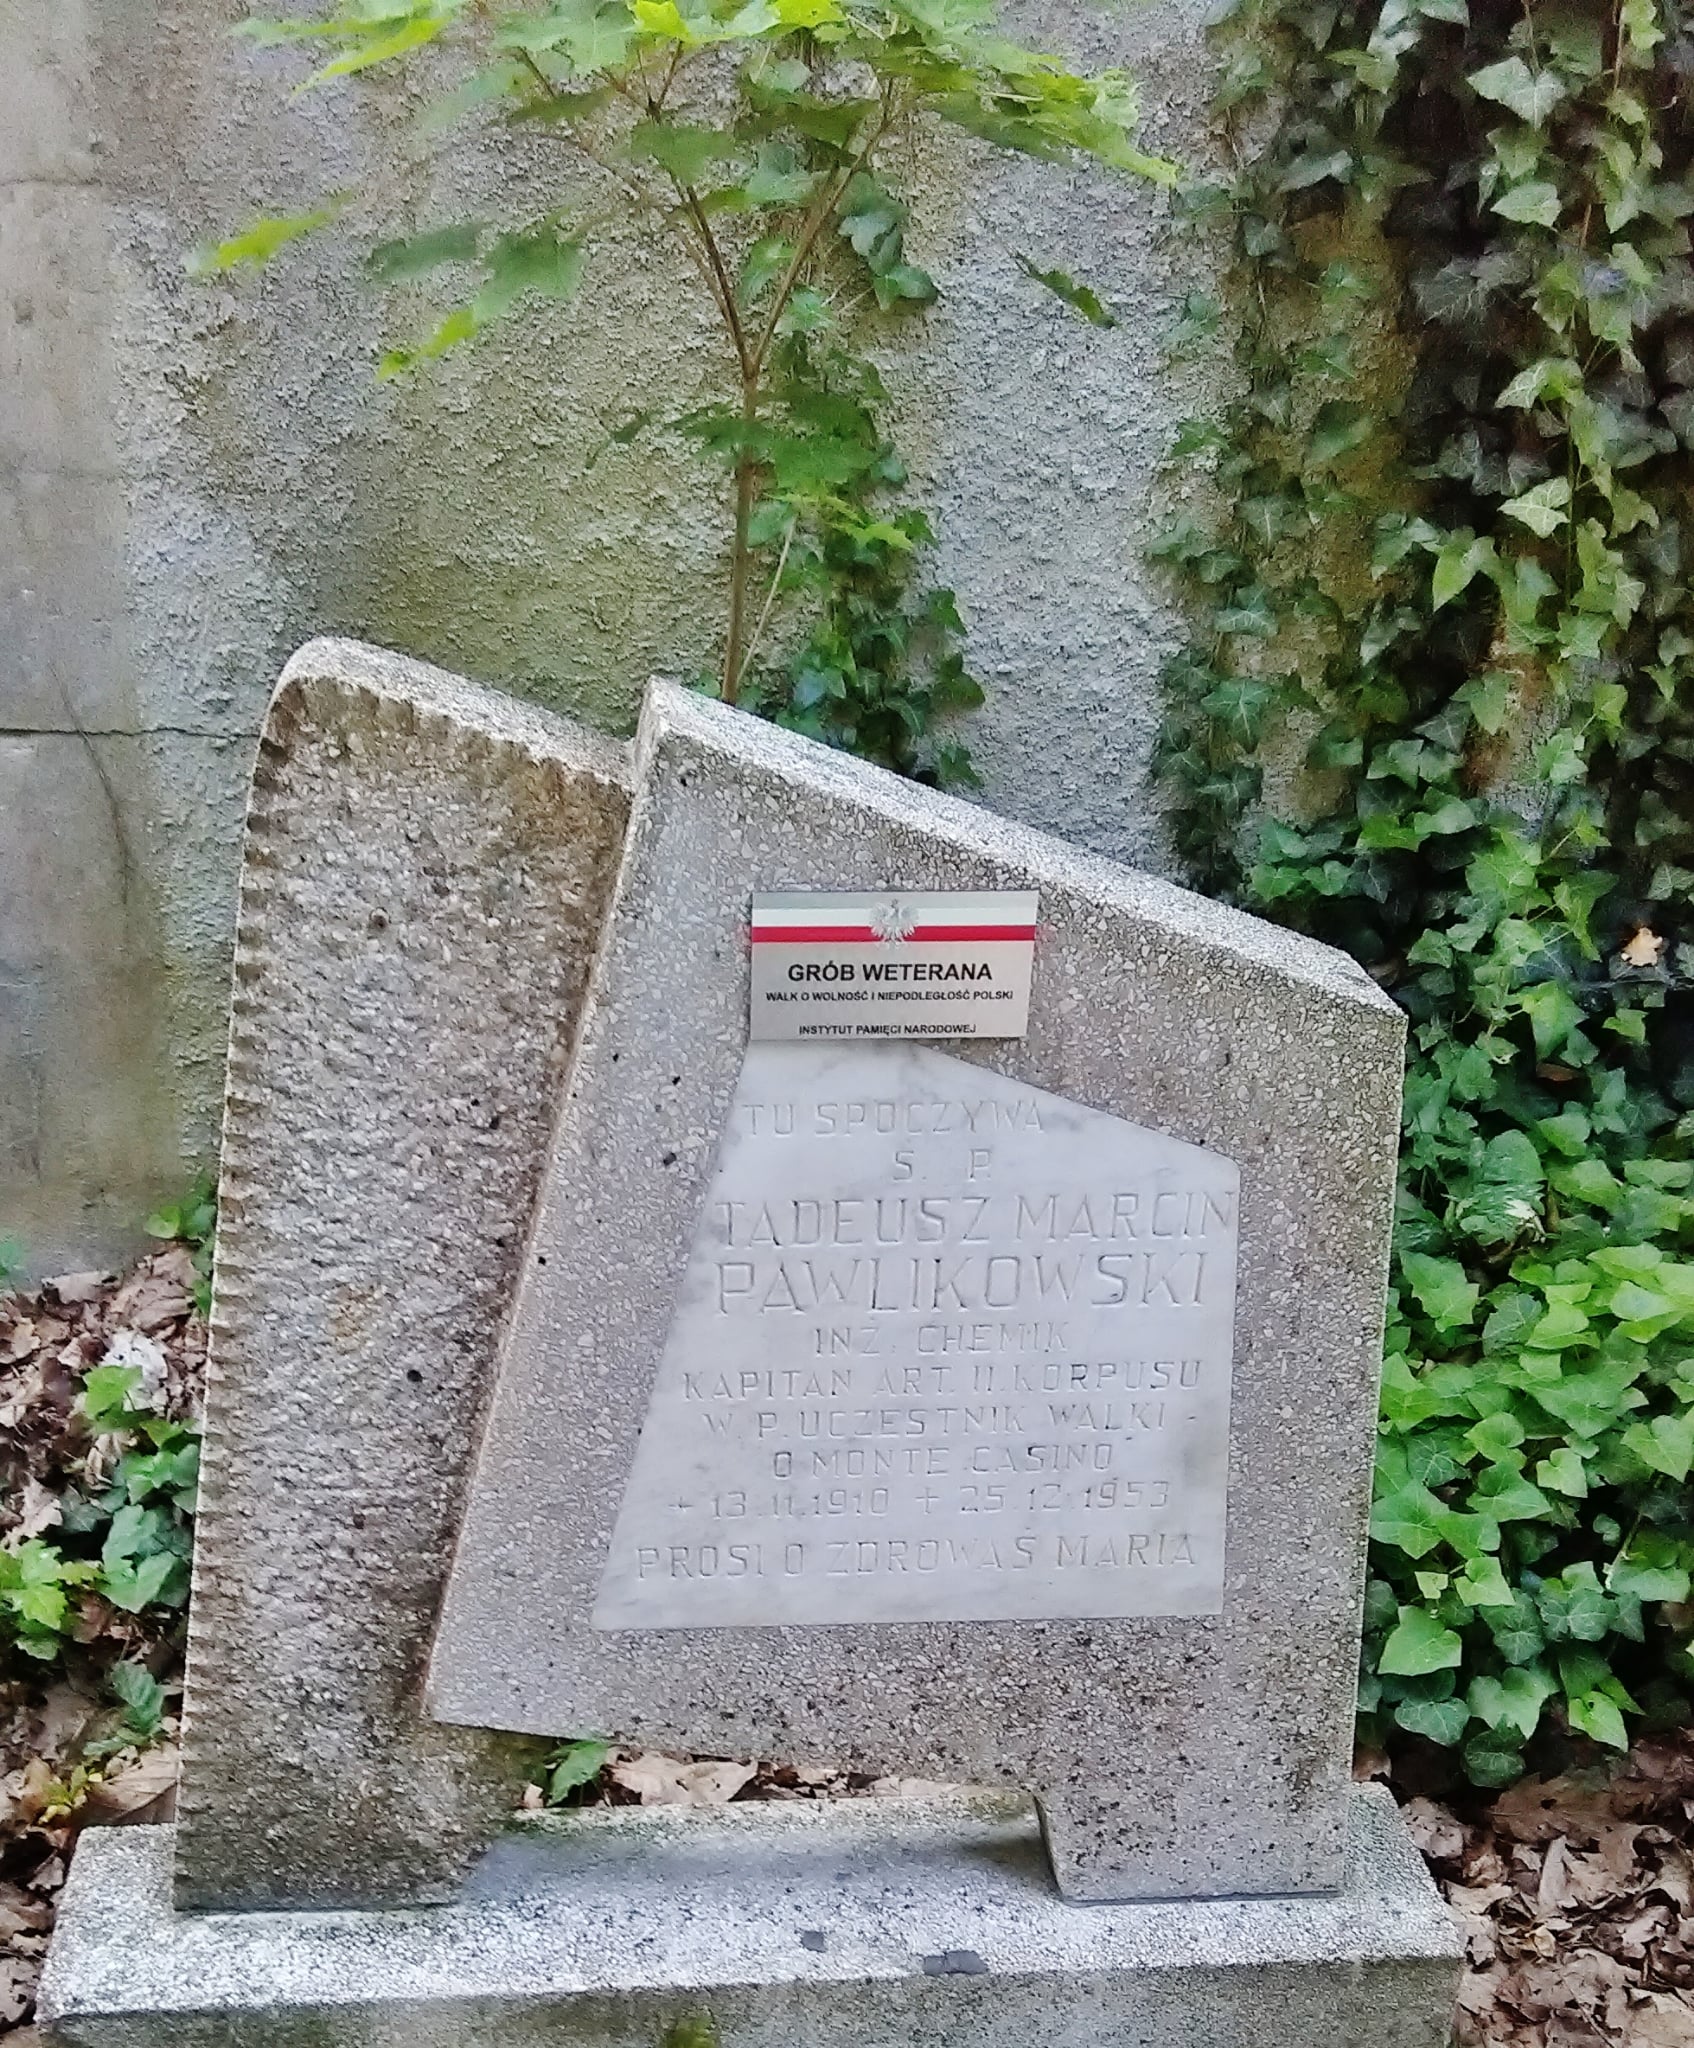 GRÓB WETERANA
WALK O WOLNOŚĆ I NIEPODLEGŁOŚĆ POLSKI
INSTYTUT PAMIĘCI NARODOWEJ
TU SPOCZYWA
Ś. P.
TADEUSZ MARCIN
PAWLIKOWSKI
INŻ. CHEMIK
KAPITAN ART. II. KORPUSU
W. P. UCZESTNIK WALKI -
O MONTE CASINO
+ 13.11.1910 + 25.12.1953
PROSI O ZDROWAŚ MARIA